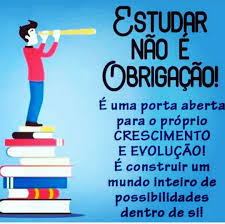 ESTUDAR
NÃO É
OBRIGAÇÃO!
É uma porta aberta
para o próprio
CRESCIMENTO
E EVOLUÇÃO!
É construir um
mundo inteiro de
possibilidades
dentro de si!